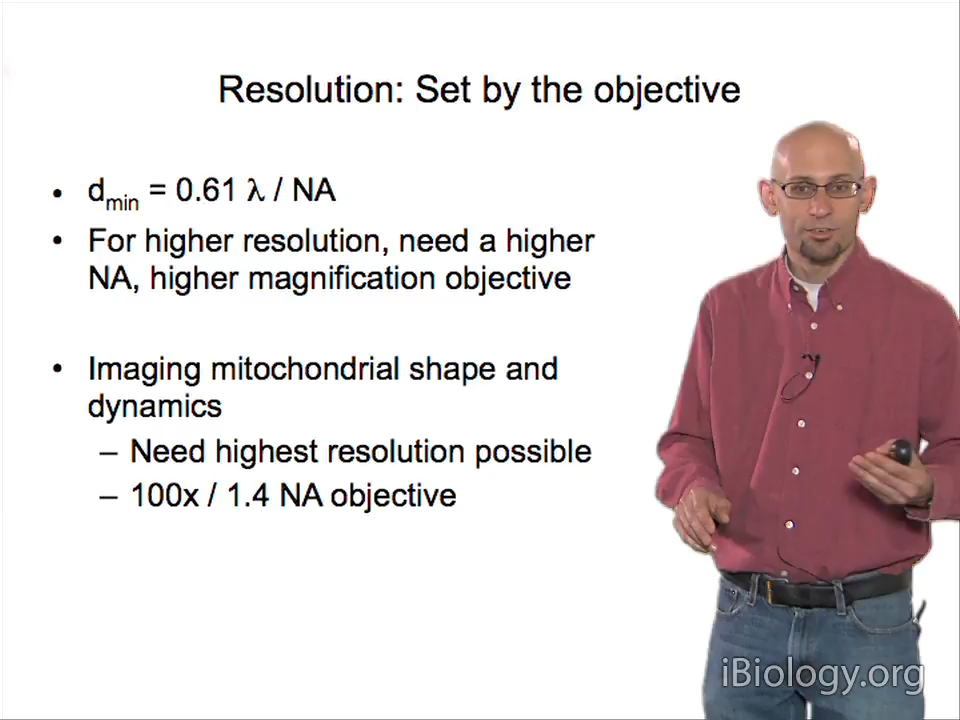 Resolution: Set by the objective
• d_min = 0.61 λ / NA
• For higher resolution, need a higher
NA, higher magnification objective
• Imaging mitochondrial shape and
dynamics
– Need highest resolution possible
– 100x / 1.4 NA objective
iBiology.org